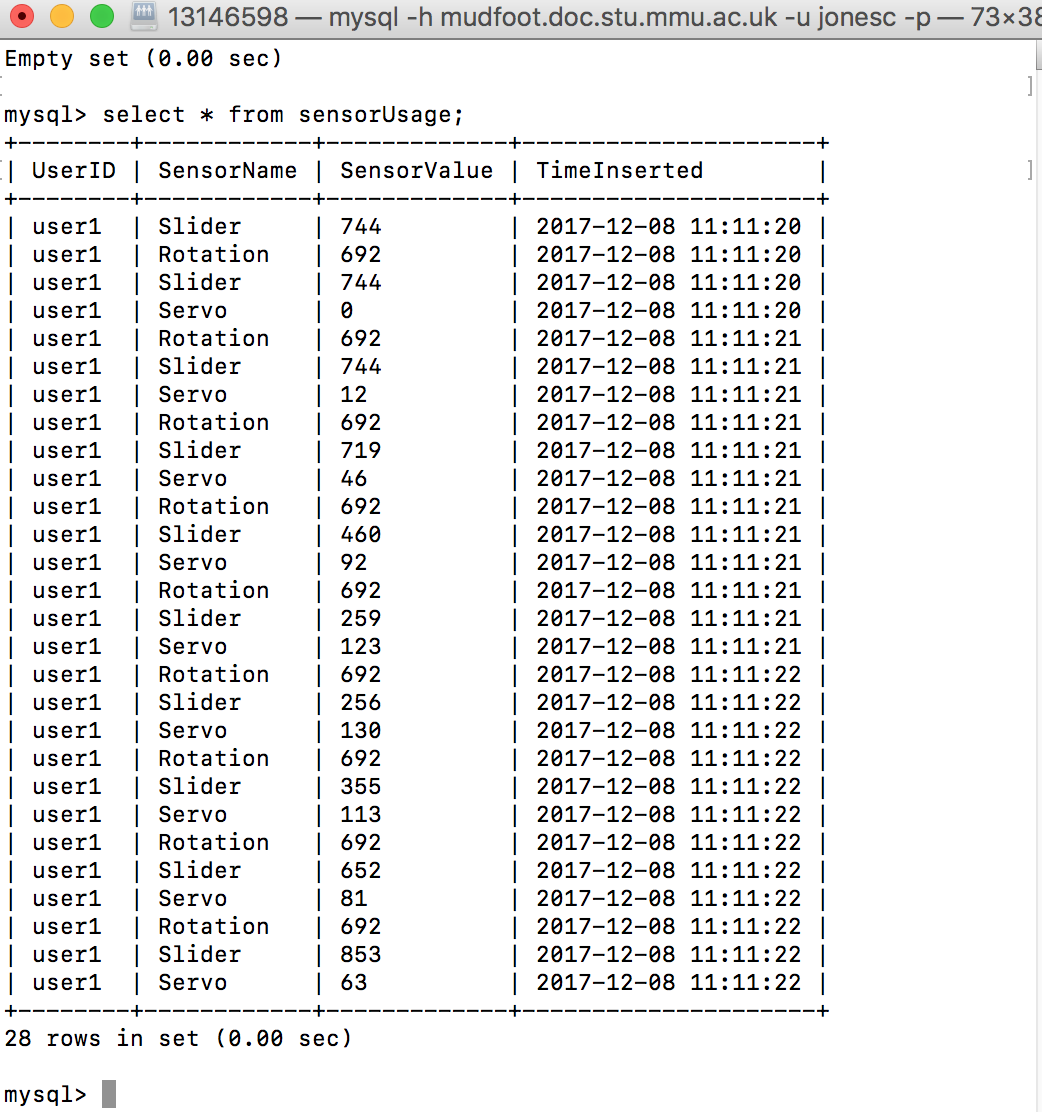 13146598 — mysql -h mudfoot.doc.stu.mmu.ac.uk -u jonesc -p — 73×38
Empty set (0.00 sec)
mysql> select * from sensorUsage;
+--------+------------+-------------+---------------------+
| UserID | SensorName | SensorValue | TimeInserted        |
+--------+------------+-------------+---------------------+
| user1  | Slider     | 744         | 2017-12-08 11:11:20 |
| user1  | Rotation   | 692         | 2017-12-08 11:11:20 |
| user1  | Slider     | 744         | 2017-12-08 11:11:20 |
| user1  | Servo      | 0           | 2017-12-08 11:11:20 |
| user1  | Rotation   | 692         | 2017-12-08 11:11:21 |
| user1  | Slider     | 744         | 2017-12-08 11:11:21 |
| user1  | Servo      | 12          | 2017-12-08 11:11:21 |
| user1  | Rotation   | 692         | 2017-12-08 11:11:21 |
| user1  | Slider     | 719         | 2017-12-08 11:11:21 |
| user1  | Servo      | 46          | 2017-12-08 11:11:21 |
| user1  | Rotation   | 692         | 2017-12-08 11:11:21 |
| user1  | Slider     | 460         | 2017-12-08 11:11:21 |
| user1  | Servo      | 92          | 2017-12-08 11:11:21 |
| user1  | Rotation   | 692         | 2017-12-08 11:11:21 |
| user1  | Slider     | 259         | 2017-12-08 11:11:21 |
| user1  | Servo      | 123         | 2017-12-08 11:11:21 |
| user1  | Rotation   | 692         | 2017-12-08 11:11:22 |
| user1  | Slider     | 256         | 2017-12-08 11:11:22 |
| user1  | Servo      | 130         | 2017-12-08 11:11:22 |
| user1  | Rotation   | 692         | 2017-12-08 11:11:22 |
| user1  | Slider     | 355         | 2017-12-08 11:11:22 |
| user1  | Servo      | 113         | 2017-12-08 11:11:22 |
| user1  | Rotation   | 692         | 2017-12-08 11:11:22 |
| user1  | Slider     | 652         | 2017-12-08 11:11:22 |
| user1  | Servo      | 81          | 2017-12-08 11:11:22 |
| user1  | Rotation   | 692         | 2017-12-08 11:11:22 |
| user1  | Slider     | 853         | 2017-12-08 11:11:22 |
| user1  | Servo      | 63          | 2017-12-08 11:11:22 |
+--------+------------+-------------+---------------------+
28 rows in set (0.00 sec)
mysql>